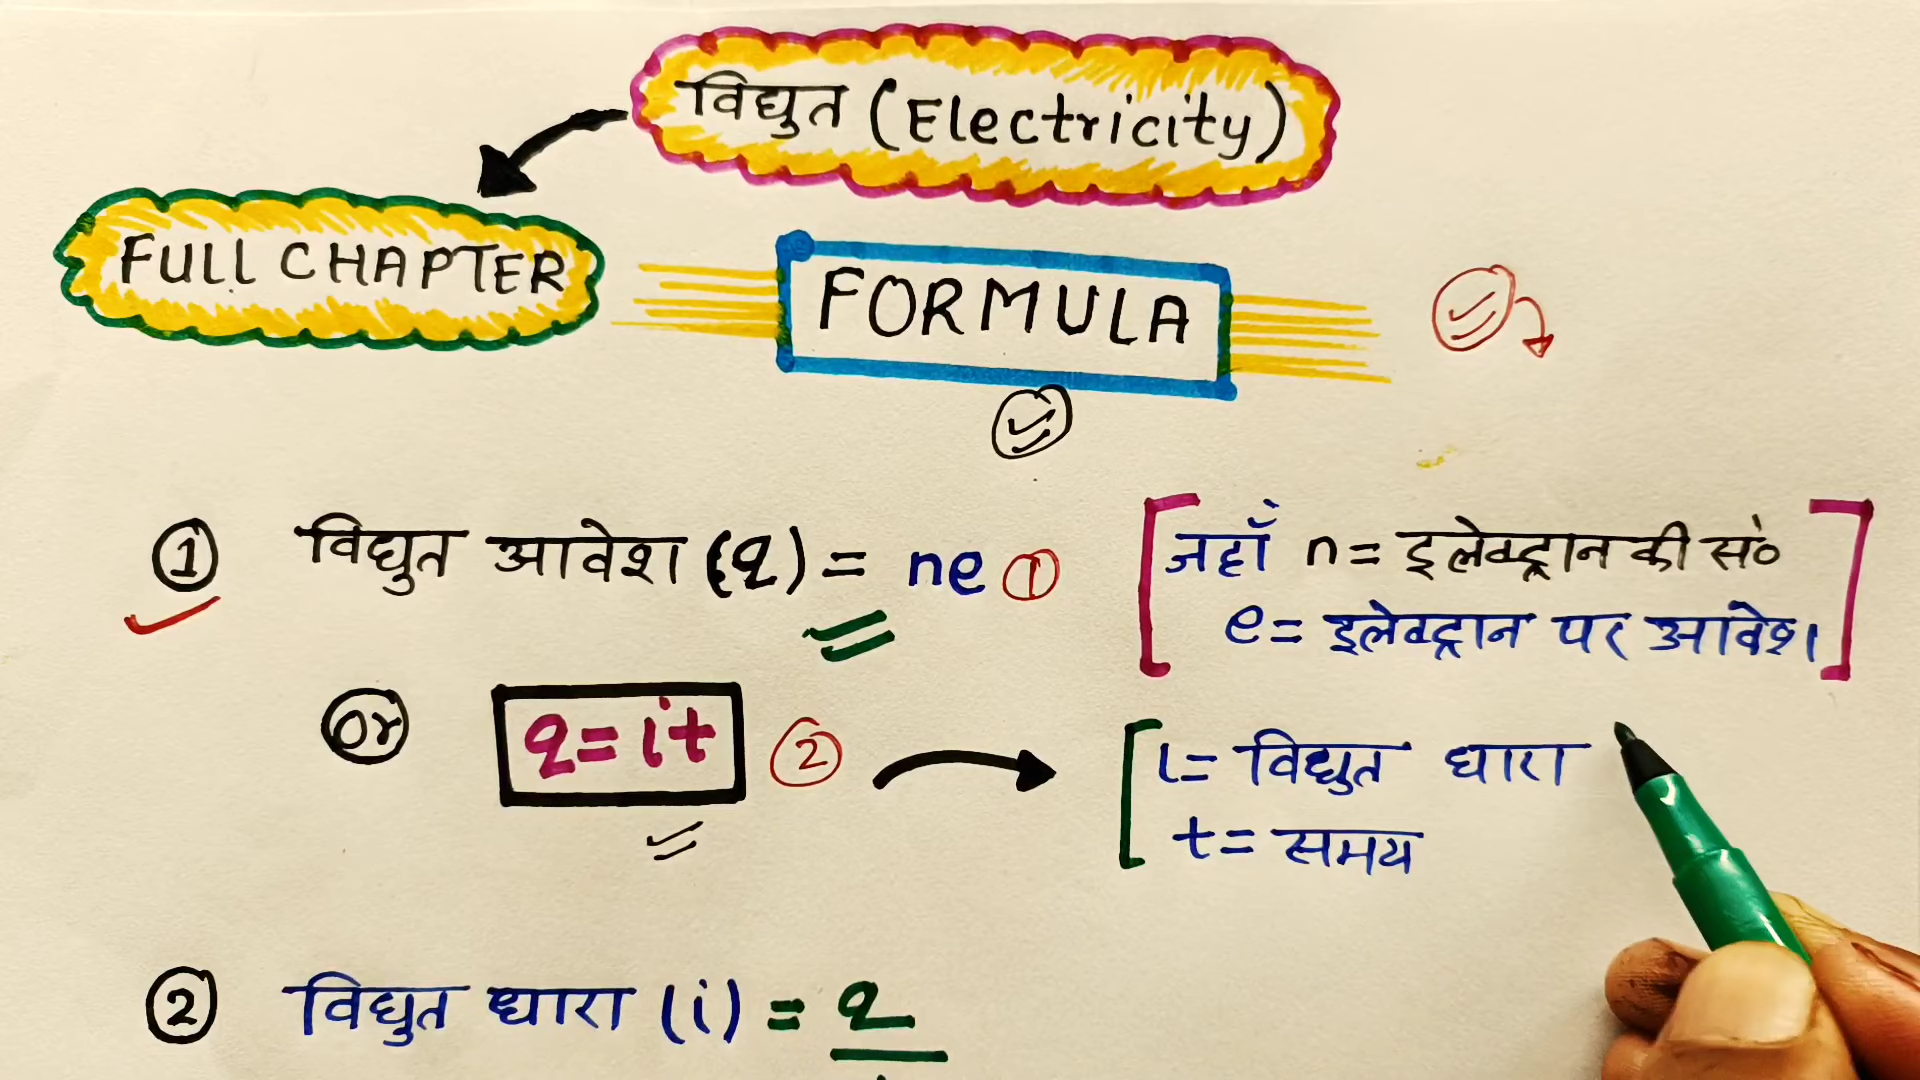 विद्युत (Electricity)
FULL CHAPTER
FORMULA
① विद्युत आवेश (q) = ne ①
[जहाँ n = इलेक्ट्रान की सं०
e = इलेक्ट्रान पर आवेश]
or q = it ②
[i = विद्युत धारा
t = समय
② विद्युत धारा (i) = q